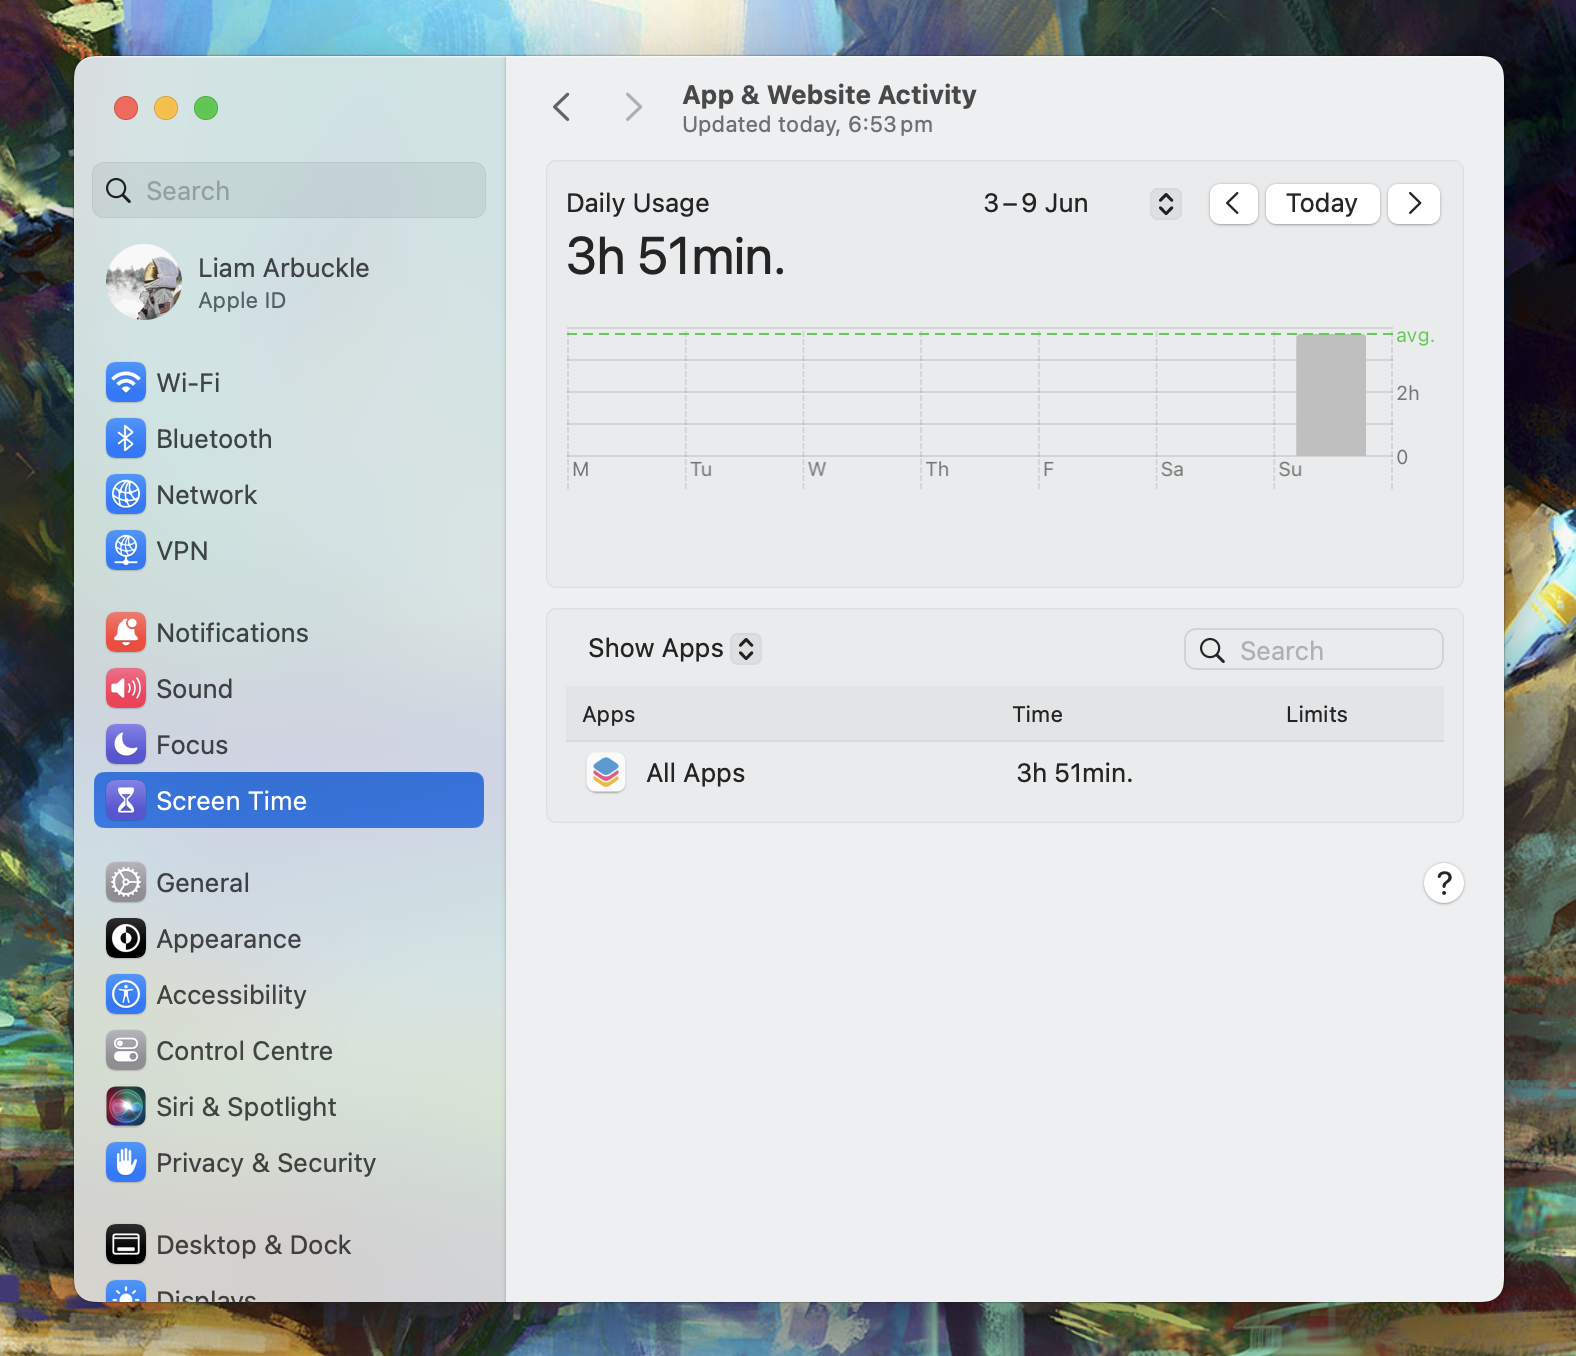 Search
Liam Arbuckle
Apple ID
Wi-Fi
Bluetooth
Network
VPN
Notifications
Sound
Focus
Screen Time
General
Appearance
Accessibility
Control Centre
Siri & Spotlight
Privacy & Security
Desktop & Dock
Displays
App & Website Activity
Updated today, 6:53 pm
Daily Usage
3 – 9 Jun
Today
3h 51min.
avg.
2h
0
M Tu W Th F Sa Su
Show Apps
Search
Apps Time Limits
All Apps 3h 51min.
?